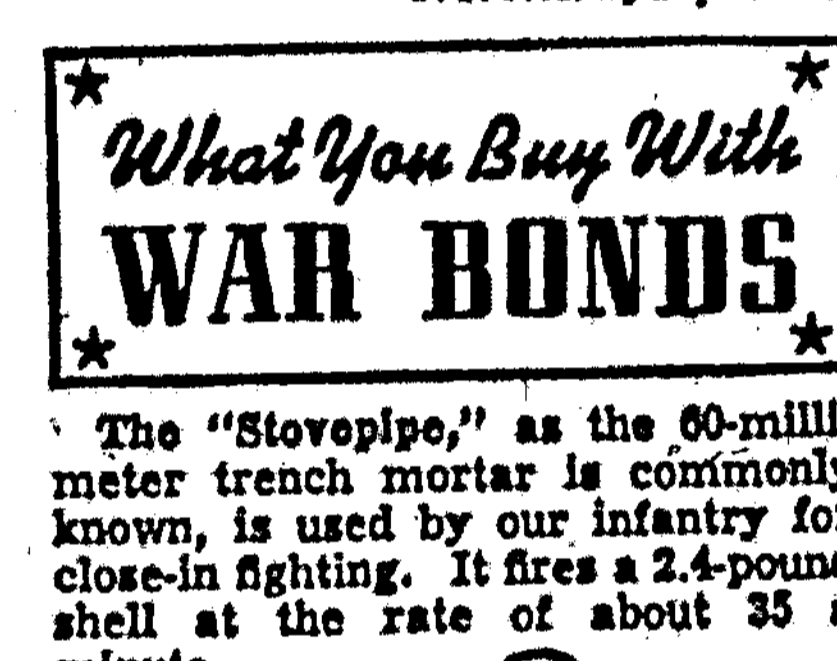 What You Buy With
WAR BONDS
The "Stovepipe," as the 60-milli
meter trench mortar is commonly
known, is used by our infantry for
close-in fighting. It fires a 2.4-pound
shell at the rate of about 35 a
minute.